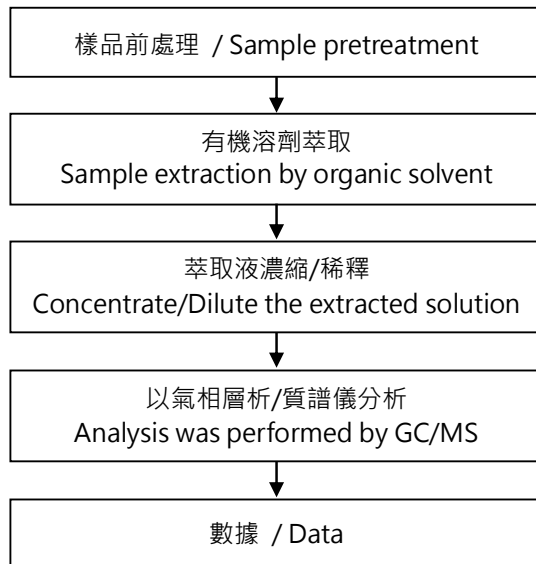 樣品前處理 / Sample pretreatment
有機溶劑萃取
Sample extraction by organic solvent
萃取液濃縮/稀釋
Concentrate/Dilute the extracted solution
以氣相層析/質譜儀分析
Analysis was performed by GC/MS
數據 / Data